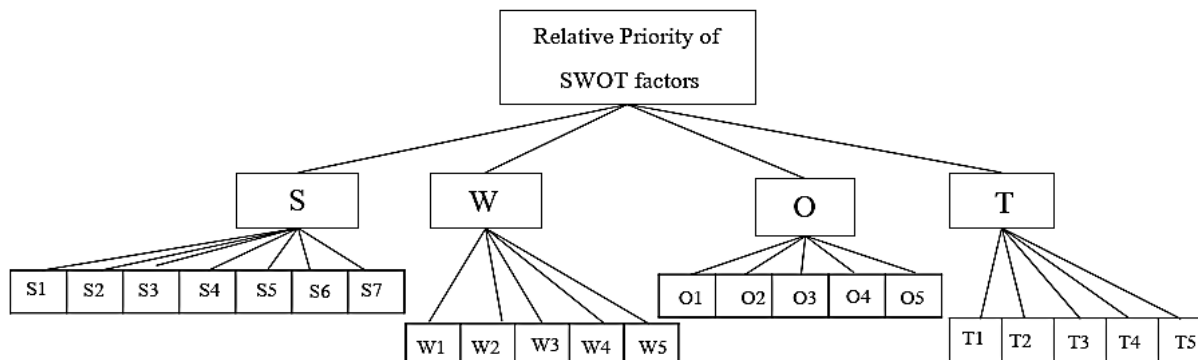 Relative Priority of
SWOT factors
S
W
O
T
S1 S2 S3 S4 S5 S6 S7
W1 W2 W3 W4 W5
O1 O2 O3 O4 O5
T1 T2 T3 T4 T5